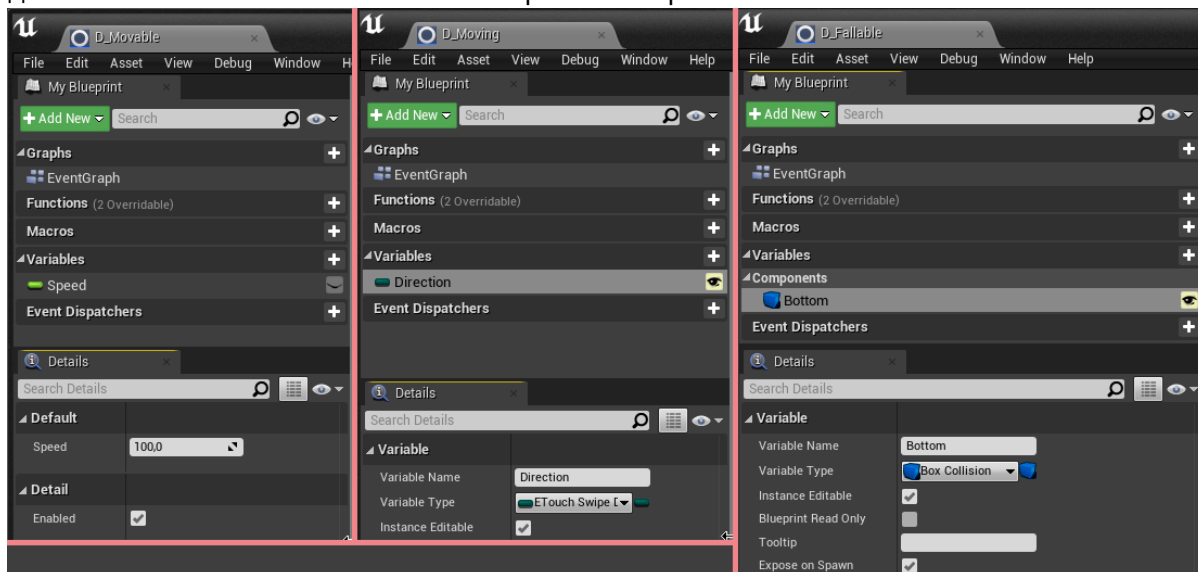 D_Movable
File Edit Asset View Debug Window H
My Blueprint
+ Add New Search
Graphs
EventGraph
Functions (2 Overridable)
Macros
Variables
Speed
Event Dispatchers
Details
Search Details
Default
Speed 100,0
Detail
Enabled
D_Moving
File Edit Asset View Debug Window Help
My Blueprint
+ Add New Search
Graphs
EventGraph
Functions (2 Overridable)
Macros
Variables
Direction
Event Dispatchers
Details
Search Details
Variable
Variable Name Direction
Variable Type ETouch Swipe
Instance Editable
D_Fallable
File Edit Asset View Debug Window Help
My Blueprint
+ Add New Search
Graphs
EventGraph
Functions (2 Overridable)
Macros
Variables
Components
Bottom
Event Dispatchers
Details
Search Details
Variable
Variable Name Bottom
Variable Type Box Collision
Instance Editable
Blueprint Read Only
Tooltip
Expose on Spawn